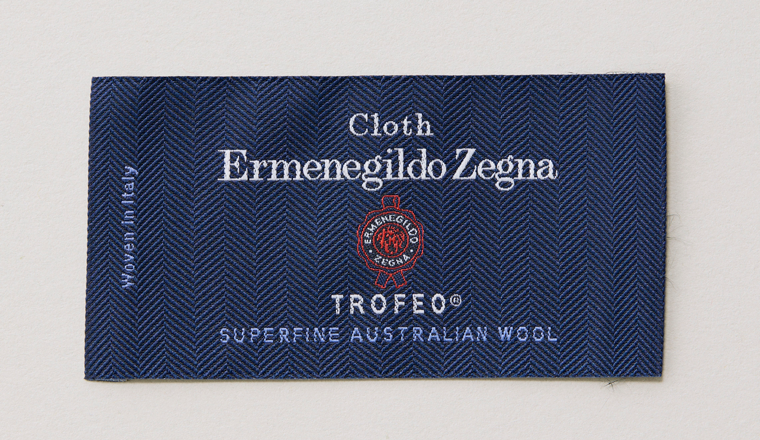 Cloth
Ermenegildo Zegna
ERMENEGILDO
ZEGNA
TROFEO®
SUPERFINE AUSTRALIAN WOOL
Woven in Italy